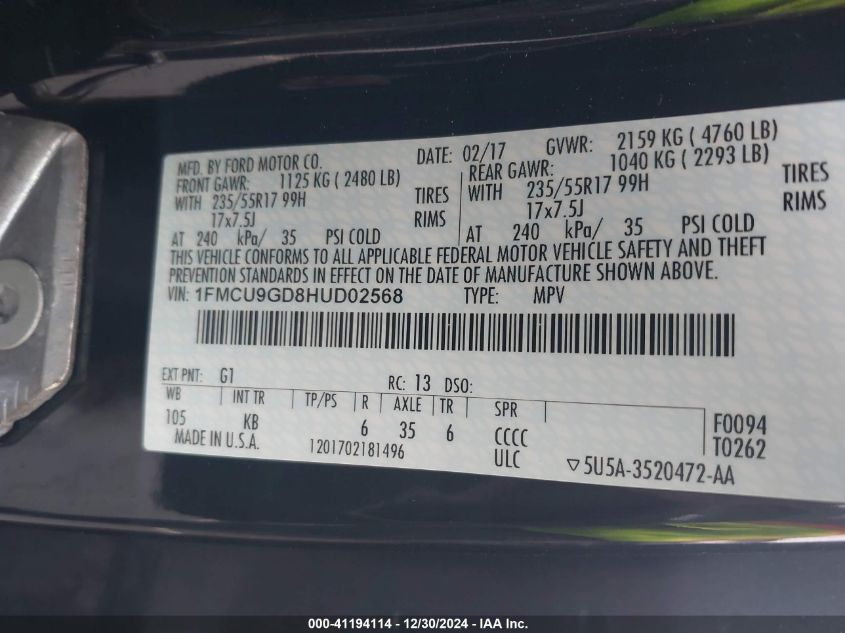 MFD. BY FORD MOTOR CO.
DATE: 02/17 GVWR: 2159 KG ( 4760 LB)
FRONT GAWR: 1125 KG ( 2480 LB)
REAR GAWR: 1040 KG ( 2293 LB)
WITH 235/55R17 99H TIRES
WITH 235/55R17 99H TIRES
17x7.5J RIMS
17x7.5J RIMS
AT 240 kPa/ 35 PSI COLD
AT 240 kPa/ 35 PSI COLD
THIS VEHICLE CONFORMS TO ALL APPLICABLE FEDERAL MOTOR VEHICLE SAFETY AND THEFT
PREVENTION STANDARDS IN EFFECT ON THE DATE OF MANUFACTURE SHOWN ABOVE.
VIN: 1FMCU9GD8HUD02568 TYPE: MPV
EXT PNT: G1 RC: 13 DSO:
WB INT TR TP/PS R AXLE TR SPR
105 KB 6 35 6 CCCC F0094
MADE IN U.S.A. 1201702181496 ULC T0262
▽5U5A-3520472-AA
000-41194114 - 12/30/2024 - IAA Inc.